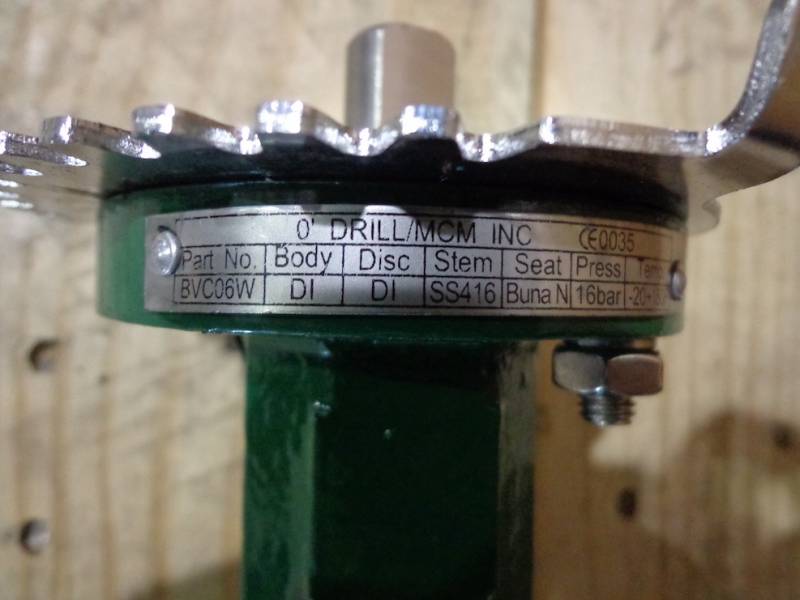 0' DRILL/MCM INC CE0035
Part No. Body Disc Stem Seat Press
BVC06W DI DI SS416 Buna N 16bar